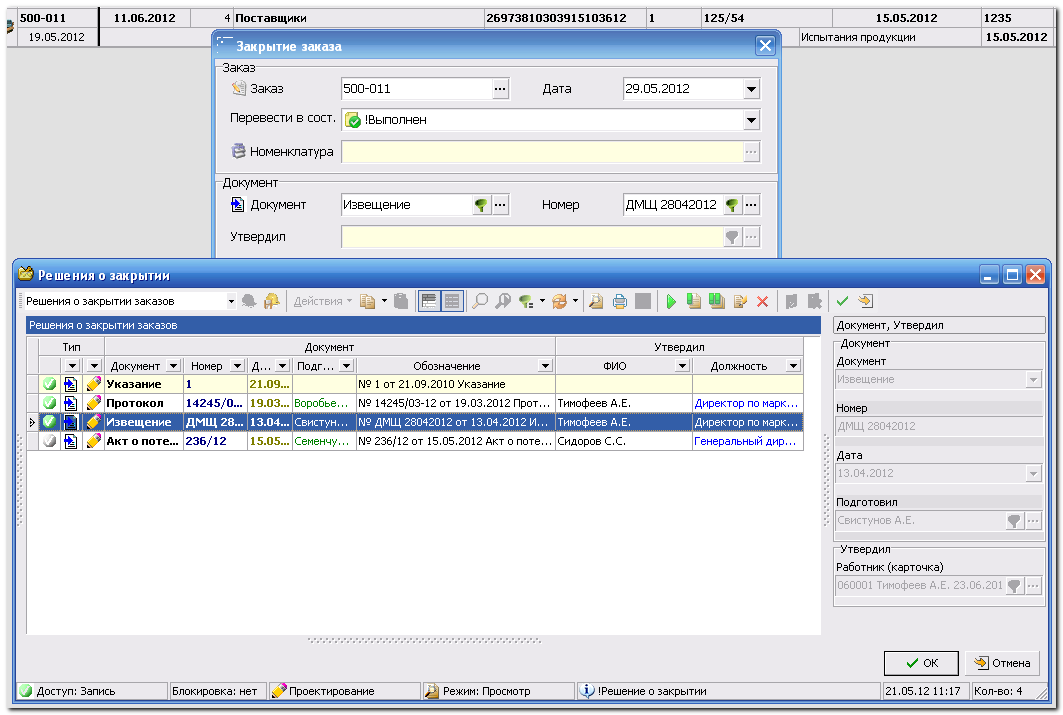 500-011 11.06.2012 4 Поставщики 26973810303915103612 1 125/54 15.05.2012 1235
19.05.2012 Испытания продукции 15.05.2012
Закрытие заказа
Заказ
Заказ 500-011 ... Дата 29.05.2012
Перевести в сост. !Выполнен
Номенклатура ...
Документ
Документ Извещение ... Номер ДМЩ 28042012 ...
Утвердил ...
Решения о закрытии
Решения о закрытии заказов Действия
Решения о закрытии заказов
Тип Документ Утвердил
Документ Номер Д... Подг... Обозначение ФИО Должность
Указание 1 21.09... № 1 от 21.09.2010 Указание
Протокол 14245/0... 19.03... Воробье... № 14245/03-12 от 19.03.2012 Прот... Тимофеев А.Е. Директор по марк...
Извещение ДМЩ 28... 13.04... Свистун... № ДМЩ 28042012 от 13.04.2012 И... Тимофеев А.Е. Директор по марк...
Акт о поте... 236/12 15.05... Семенчу... № 236/12 от 15.05.2012 Акт о поте... Сидоров С.С. Генеральный дир...
Документ, Утвердил
Документ
Документ
Извещение
Номер
ДМЩ 28042012
Дата
13.04.2012
Подготовил
Свистунов А.Е. ...
Утвердил
Работник (карточка)
060001 Тимофеев А.Е. 23.06.201 ...
OK Отмена
Доступ: Запись Блокировка: нет Проектирование Режим: Просмотр !Решение о закрытии 21.05.12 11:17 Кол-во: 4